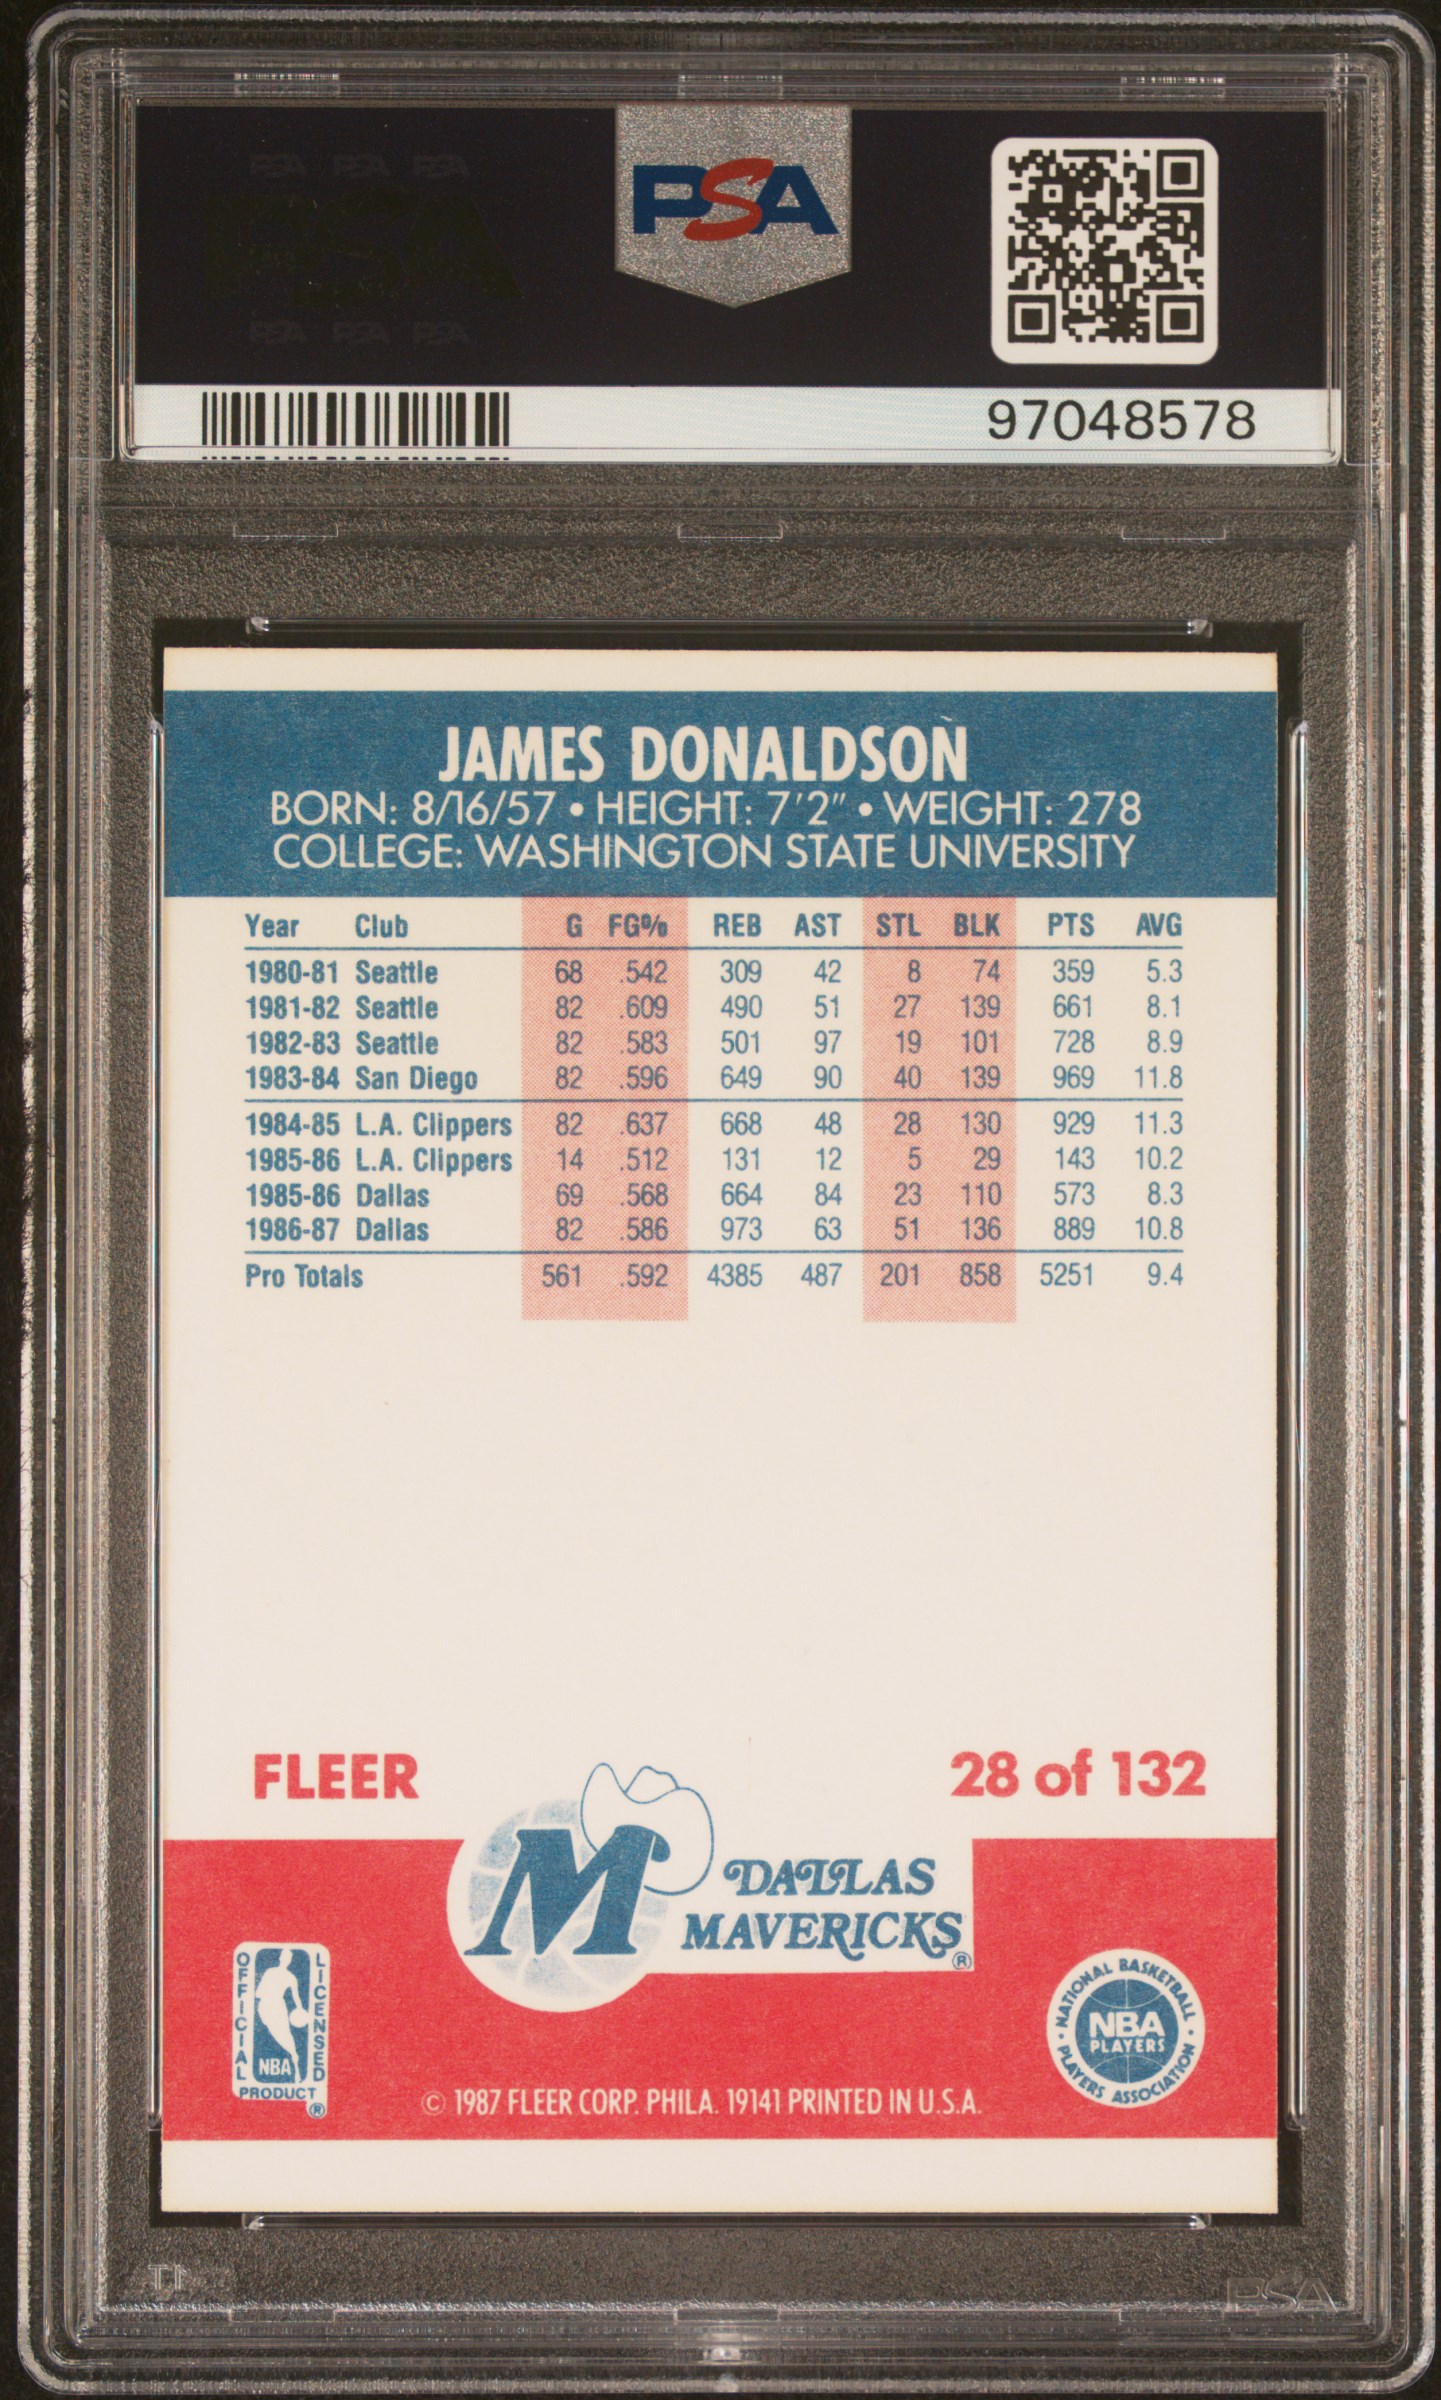 PSA PSA PSA
PSA
PSA PSA PSA
PSA
97048578
JAMES DONALDSON
BORN: 8/16/57 • HEIGHT: 7'2" • WEIGHT: 278
COLLEGE: WASHINGTON STATE UNIVERSITY
Year Club G FG% REB AST STL BLK PTS AVG
1980-81 Seattle 68 .542 309 42 8 74 359 5.3
1981-82 Seattle 82 .609 490 51 27 139 661 8.1
1982-83 Seattle 82 .583 501 97 19 101 728 8.9
1983-84 San Diego 82 .596 649 90 40 139 969 11.8
1984-85 L.A. Clippers 82 .637 668 48 28 130 929 11.3
1985-86 L.A. Clippers 14 .512 131 12 5 29 143 10.2
1985-86 Dallas 69 .568 664 84 23 110 573 8.3
1986-87 Dallas 82 .586 973 63 51 136 889 10.8
Pro Totals 561 .592 4385 487 201 858 5251 9.4
FLEER
28 of 132
M
DALLAS
MAVERICKS®
OFFICIAL LICENSED
NBA
PRODUCT
®
NATIONAL BASKETBALL
NBA
PLAYERS
PLAYERS ASSOCIATION
© 1987 FLEER CORP. PHILA. 19141 PRINTED IN U.S.A.
PSA